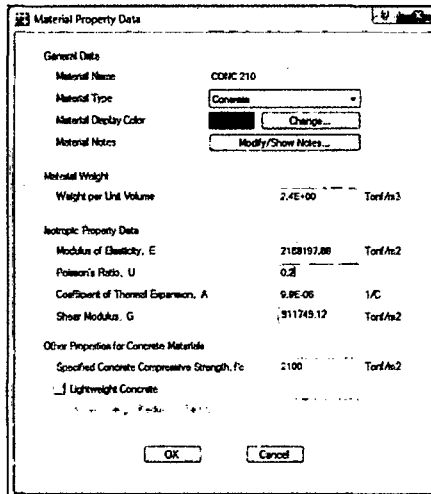 Material Property Data
General Data
Material Name CONC 210
Material Type Concrete
Material Display Color Change...
Material Notes Modify/Show Notes...
Material Weight
Weight per Unit Volume 2.4E+00 Tonf/m3
Isotropic Property Data
Modulus of Elasticity, E 2188197.88 Tonf/m2
Poisson's Ratio, U 0.2
Coefficient of Thermal Expansion, A 9.9E-06 1/C
Shear Modulus, G 911749.12 Tonf/m2
Other Properties for Concrete Materials
Specified Concrete Compressive Strength, f'c 2100 Tonf/m2
Lightweight Concrete
OK Cancel